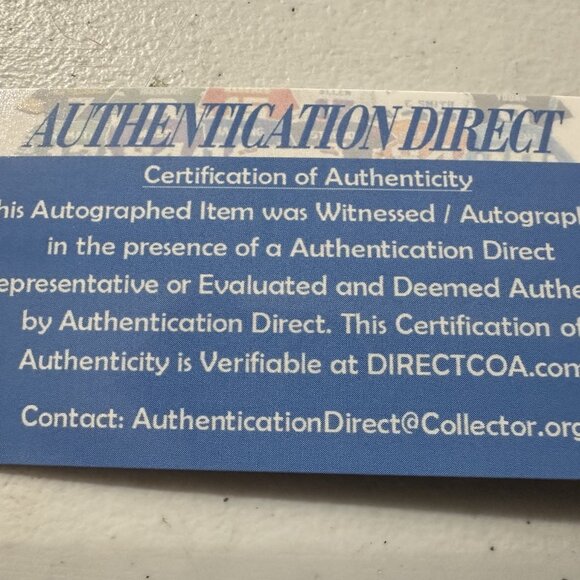 AUTHENTICATION DIRECT
Certification of Authenticity
his Autographed Item was Witnessed / Autograph
in the presence of a Authentication Direct
epresentative or Evaluated and Deemed Authe
by Authentication Direct. This Certification of
Authenticity is Verifiable at DIRECTCOA.com
Contact: AuthenticationDirect@Collector.org